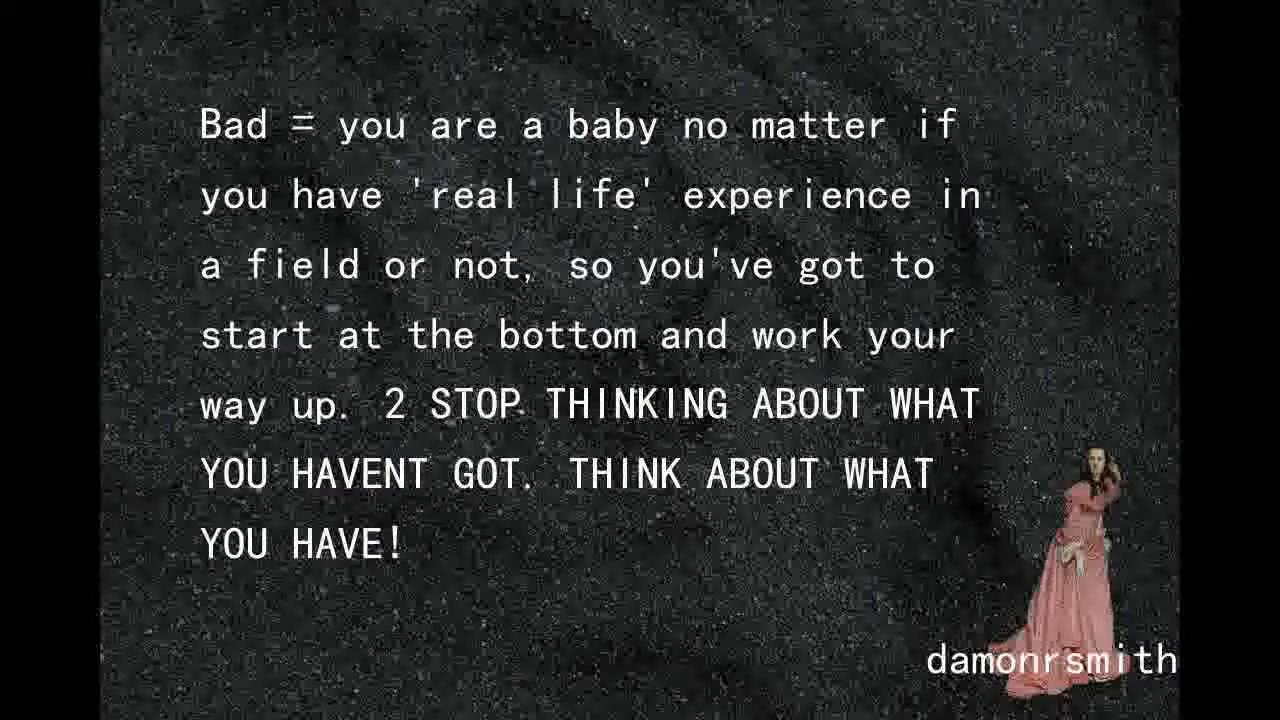 Bad = you are a baby no matter if
you have 'real life' experience in
a field or not, so you've got to
start at the bottom and work your
way up. 2 STOP THINKING ABOUT WHAT
YOU HAVENT GOT. THINK ABOUT WHAT
YOU HAVE!
damonrsmith